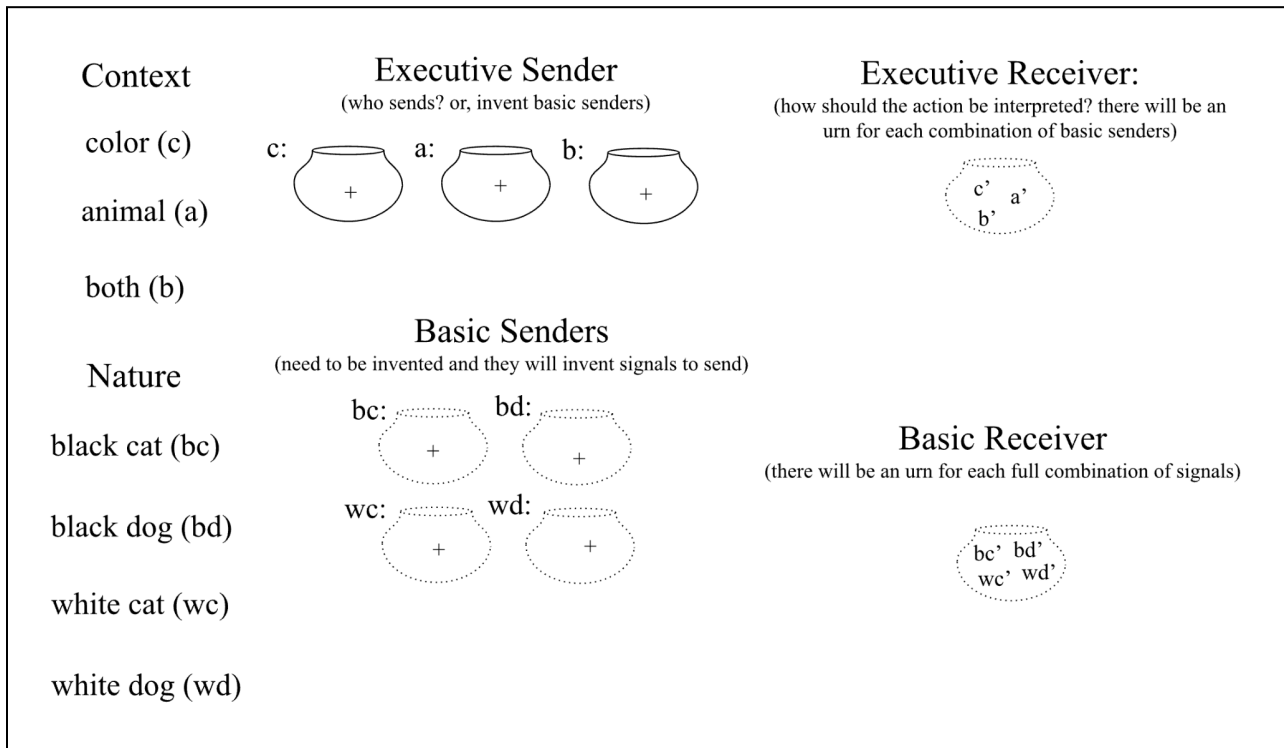 Context
color (c)
animal (a)
both (b)
Nature
black cat (bc)
black dog (bd)
white cat (wc)
white dog (wd)
Executive Sender
(who sends? or, invent basic senders)
c: a: b:
+ + +
Basic Senders
(need to be invented and they will invent signals to send)
bc: bd:
+ +
wc: wd:
+ +
Executive Receiver:
(how should the action be interpreted? there will be an
urn for each combination of basic senders)
c’ a’
b’
Basic Receiver
(there will be an urn for each full combination of signals)
bc’ bd’
wc’ wd’